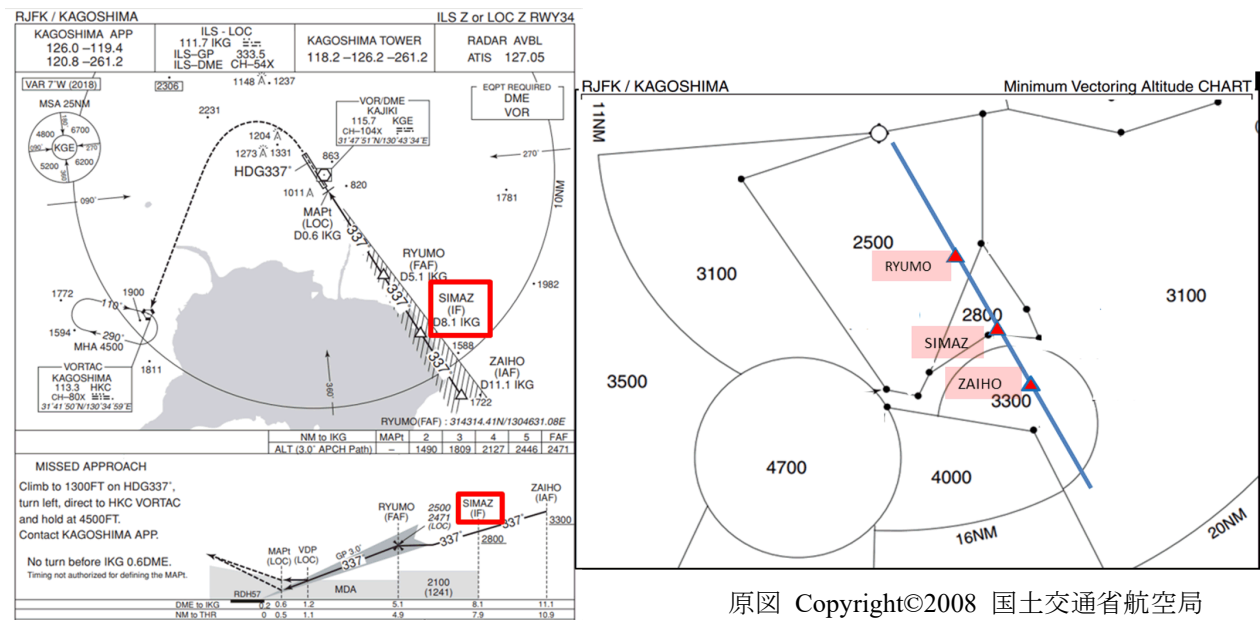 RJFK / KAGOSHIMA
ILS Z or LOC Z RWY34
KAGOSHIMA APP
126.0 –119.4
120.8 –261.2
ILS - LOC
111.7 IKG
ILS–GP 333.5
ILS–DME CH–54X
KAGOSHIMA TOWER
118.2 –126.2 –261.2
RADAR AVBL
ATIS 127.05
VAR 7°W (2018)
2306
1148
1237
EQPT REQUIRED
DME
VOR
MSA 25NM
180°
4800
6700
090°
KGE
270°
5200
6200
360°
2231
VOR/DME
KAJIKI
115.7 KGE
CH–104X
31°47'51"N/130°43'34"E
1204
1273
1331
HDG337°
863
820
1011
270°
1781
10NM
090°
MAPt
(LOC)
D0.6 IKG
337°
RYUMO
(FAF)
D5.1 IKG
337°
SIMAZ
(IF)
D8.1 IKG
1982
1772
1900
110°
1594
290°
MHA 4500
1811
337°
1588
ZAIHO
(IAF)
D11.1 IKG
1722
VORTAC
KAGOSHIMA
113.3 HKC
CH–80X
31°41'50"N/130°34'59"E
360°
RYUMO(FAF) : 314314.41N/1304631.08E
NM to IKG MAPt 2 3 4 5 FAF
ALT (3.0° APCH Path) – 1490 1809 2127 2446 2471
MISSED APPROACH
Climb to 1300FT on HDG337°,
turn left, direct to HKC VORTAC
and hold at 4500FT.
Contact KAGOSHIMA APP.
No turn before IKG 0.6DME.
Timing not authorized for defining the MAPt.
RYUMO
(FAF)
2500
2471
(LOC)
SIMAZ
(IF)
ZAIHO
(IAF)
337°
3300
337°
2800
MAPt
(LOC)
VDP
(LOC)
GP 3.0°
337°
RDH57
MDA
2100
(1241)
DME to IKG 0.2 0.6 1.2 5.1 8.1 11.1
NM to THR 0 0.5 1.1 4.9 7.9 10.9
RJFK / KAGOSHIMA
Minimum Vectoring Altitude CHART
11NM
2500
3100
RYUMO
3100
2800
SIMAZ
3500
ZAIHO
3300
4700
4000
16NM
20NM
原図 Copyright©2008 国土交通省航空局